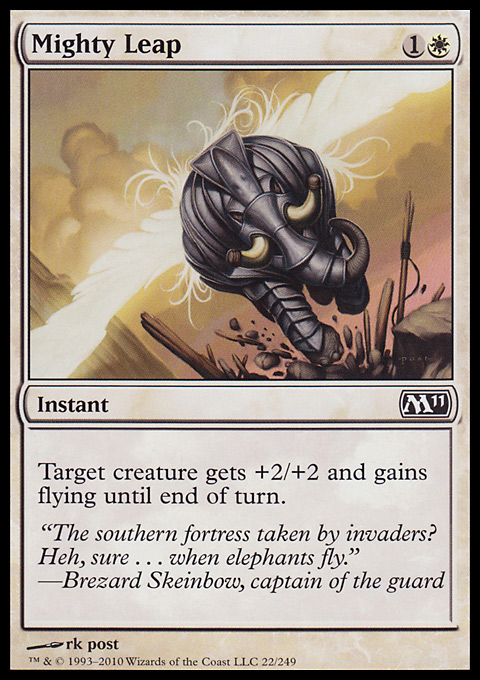 Mighty Leap 1
post
Instant M11
Target creature gets +2/+2 and gains
flying until end of turn.
“The southern fortress taken by invaders?
Heh, sure . . . when elephants fly.”
—Brezard Skeinbow, captain of the guard
rk post
™ & © 1993–2010 Wizards of the Coast LLC 22/249